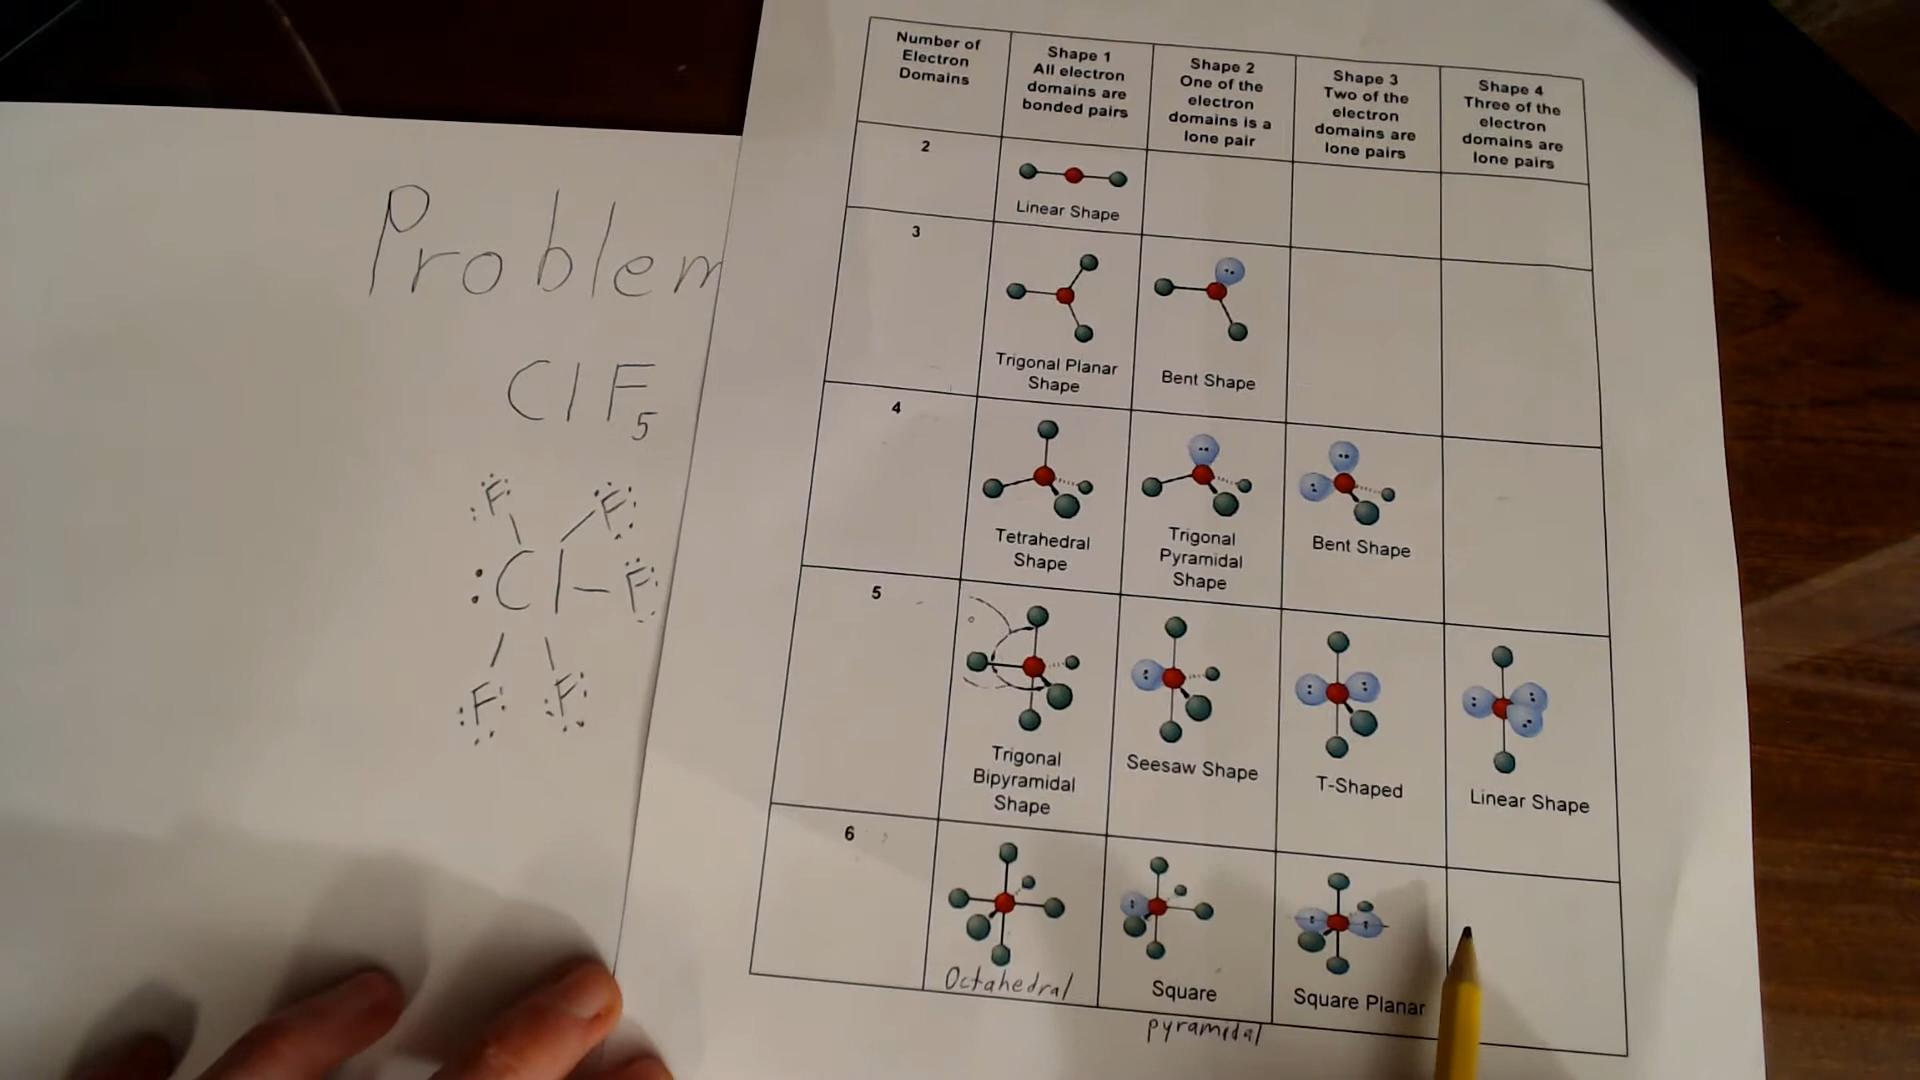 Problem
ClF5
:F:
F:
:Cl-F:
:F: :F:
Number of
Electron
Domains
Shape 1
All electron
domains are
bonded pairs
Shape 2
One of the
electron
domains is a
lone pair
Shape 3
Two of the
electron
domains are
lone pairs
Shape 4
Three of the
electron
domains are
lone pairs
2
Linear Shape
3
Trigonal Planar
Shape
Bent Shape
4
Tetrahedral
Shape
Trigonal
Pyramidal
Shape
Bent Shape
5
Trigonal
Bipyramidal
Shape
Seesaw Shape
T-Shaped
Linear Shape
6
Octahedral
Square
pyramidal
Square Planar